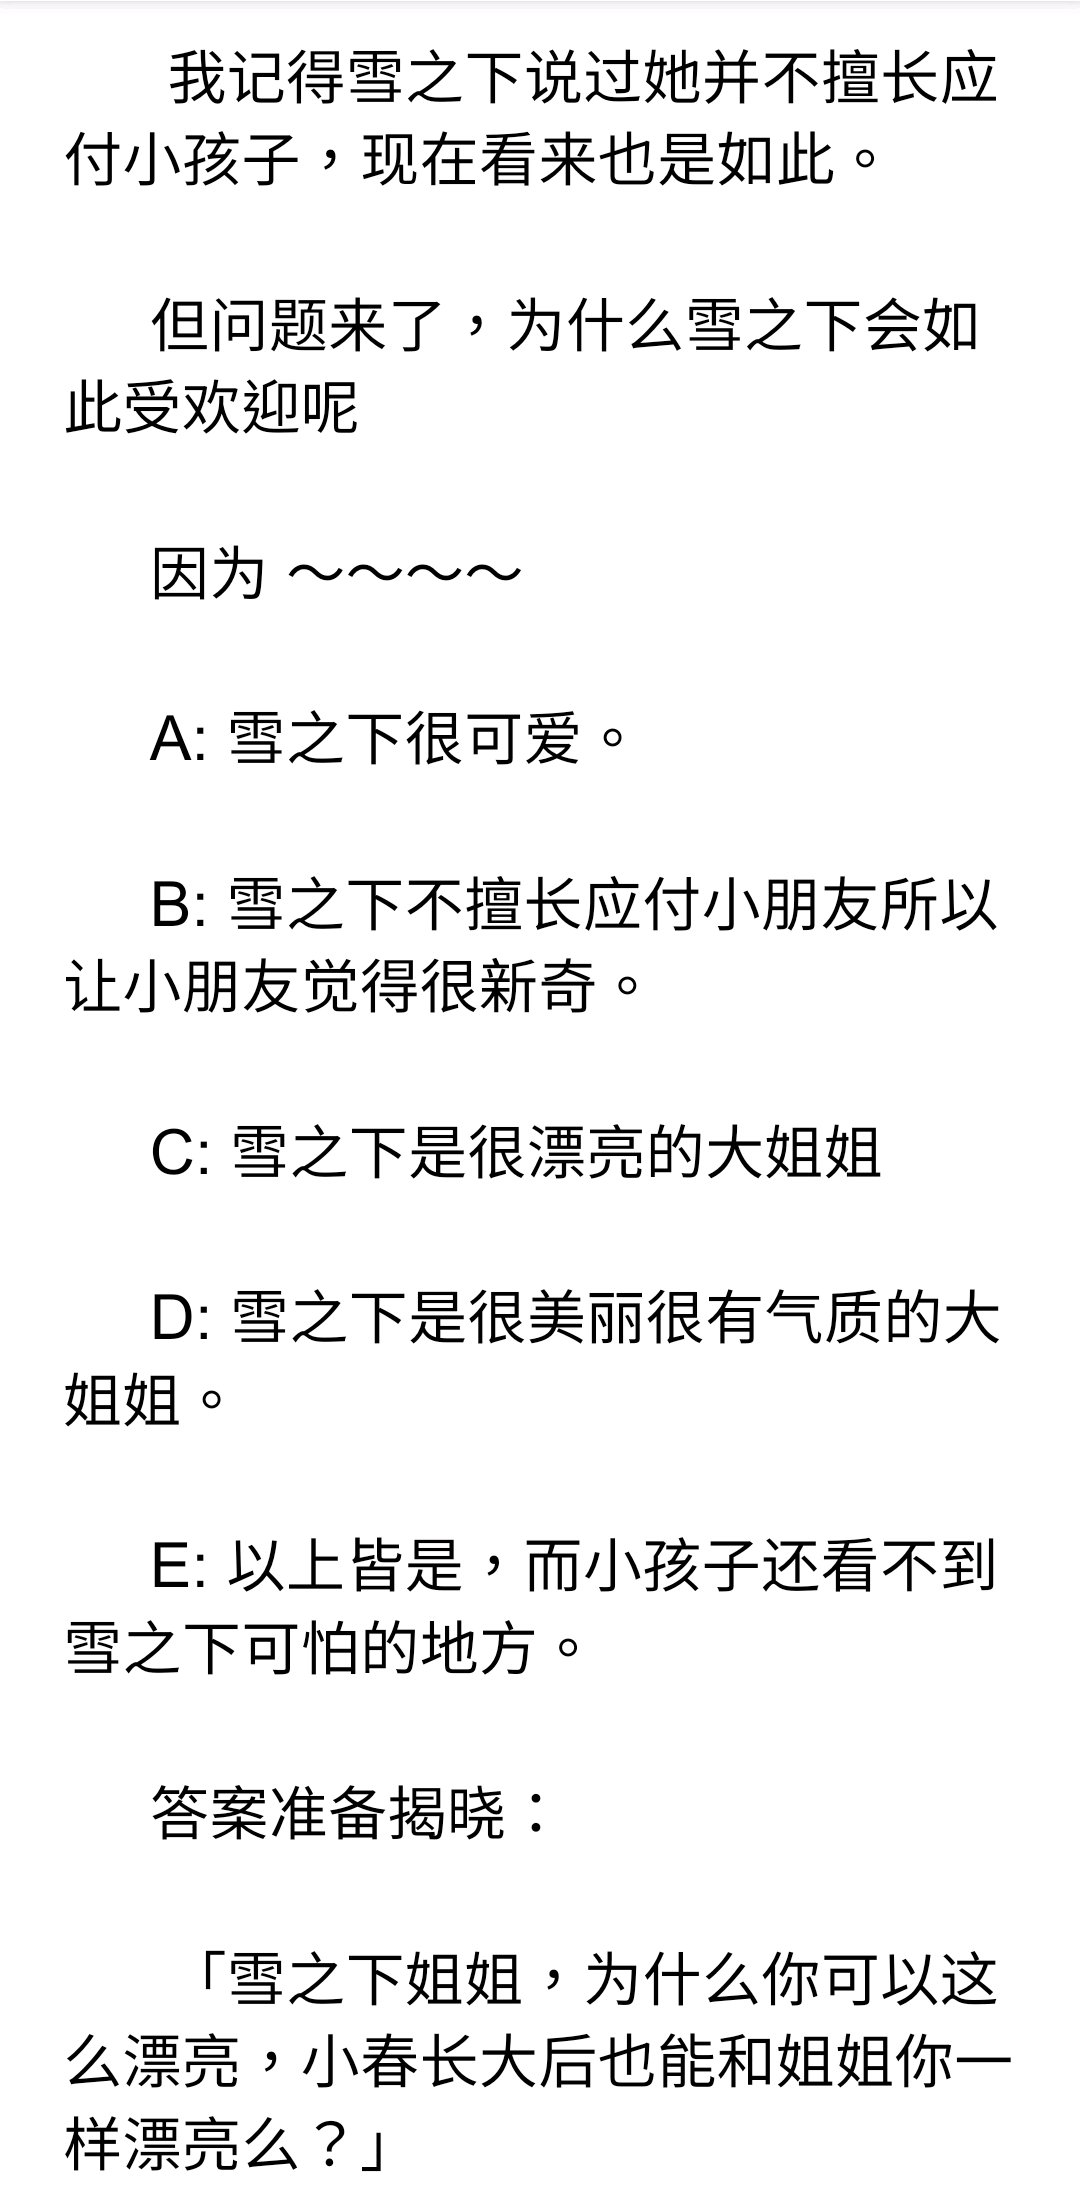 我记得雪之下说过她并不擅长应
付小孩子，现在看来也是如此。
但问题来了，为什么雪之下会如
此受欢迎呢
因为 ～～～～
A: 雪之下很可爱。
B: 雪之下不擅长应付小朋友所以
让小朋友觉得很新奇。
C: 雪之下是很漂亮的大姐姐
D: 雪之下是很美丽很有气质的大
姐姐。
E: 以上皆是，而小孩子还看不到
雪之下可怕的地方。
答案准备揭晓：
「雪之下姐姐，为什么你可以这
么漂亮，小春长大后也能和姐姐你一
样漂亮么？」